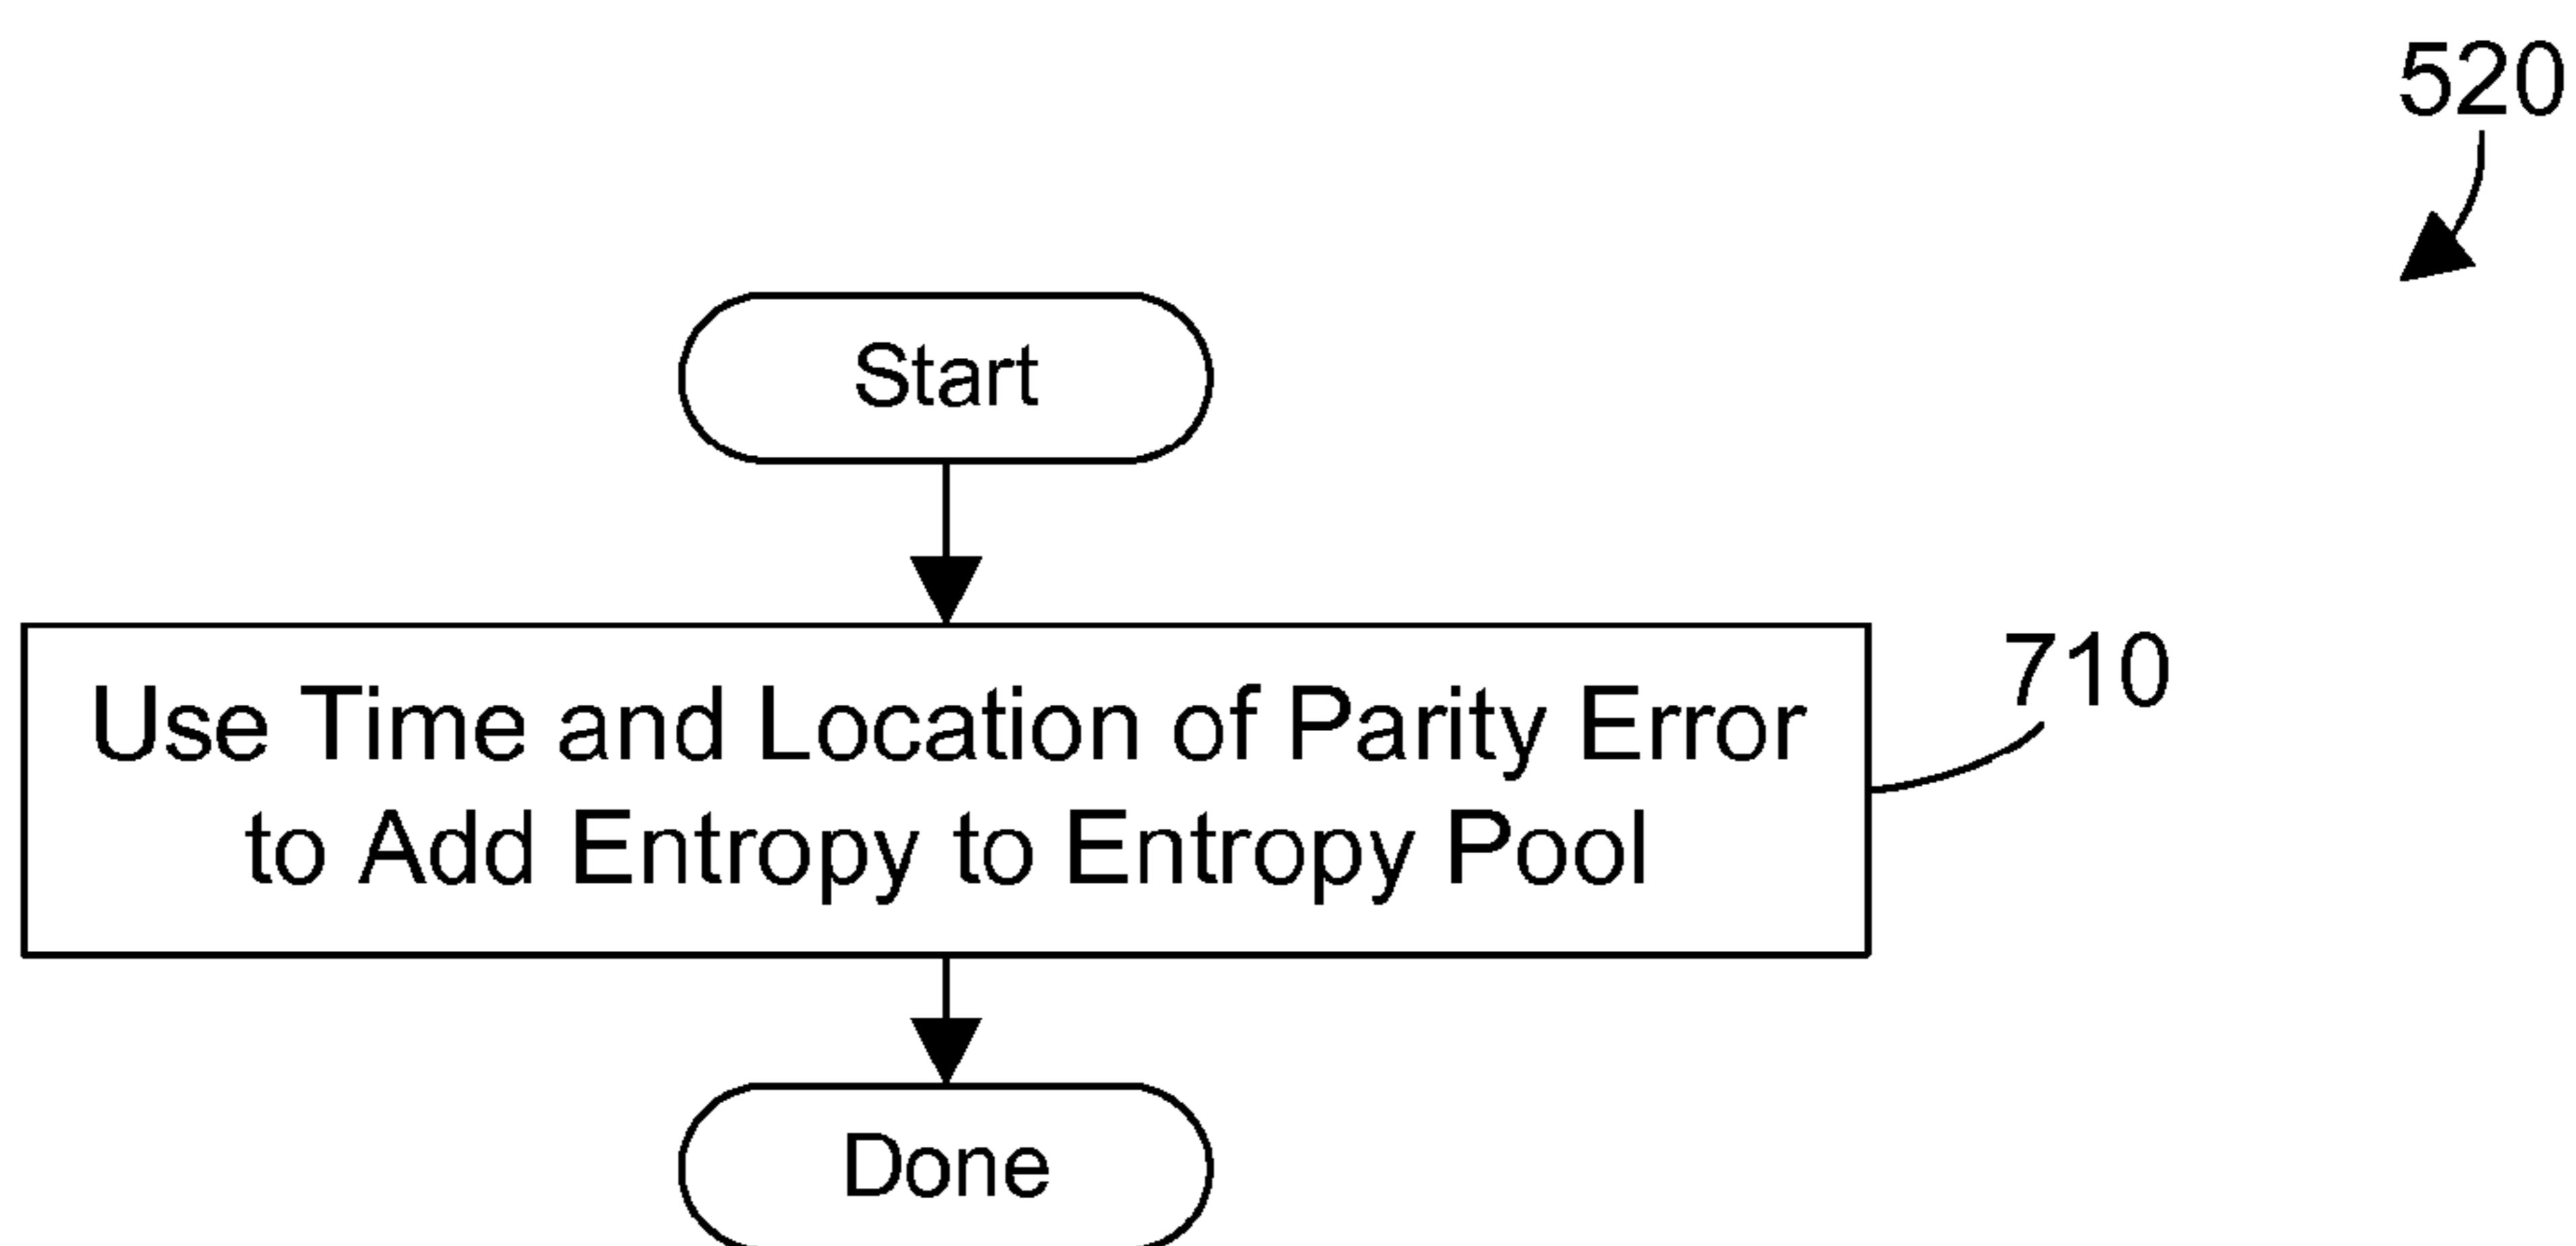 520
Start
Use Time and Location of Parity Error
to Add Entropy to Entropy Pool
710
Done